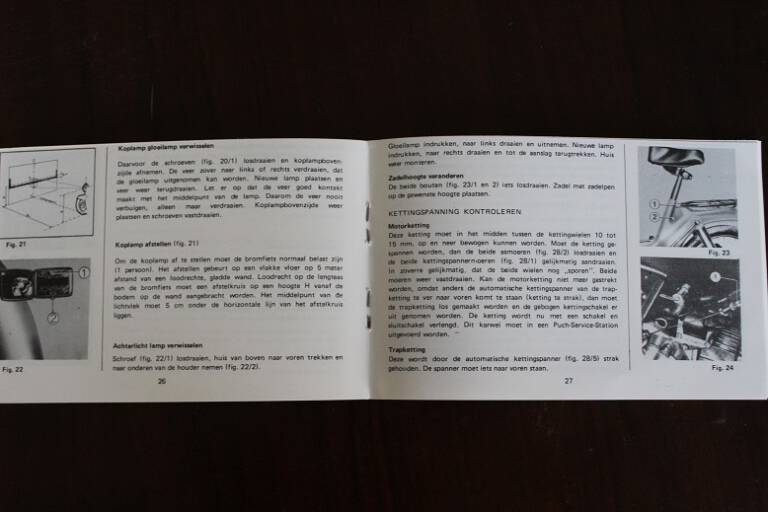 Koplamp gloeilamp verwisselen
Daarvoor de schroeven (fig. 20/1) losdraaien en koplampboven-
zijde afnemen. De veer zover naar links of rechts verdraaien, dat
de gloeilamp uitgenomen kan worden. Nieuwe lamp plaatsen en
veer weer terugdraaien. Let er op dat de veer goed kontakt
maakt met het middelpunt van de lamp. Daarom de veer nooit
verbuigen, alleen maar verdraaien. Koplampbovenzijde weer
plaatsen en schroeven vastdraaien.
Fig. 21
Koplamp afstellen (fig. 21)
Om de koplamp af te stellen moet de bromfiets normaal belast zijn
(1 persoon). Het afstellen gebeurt op een vlakke vloer op 5 meter
afstand van een loodrechte, gladde wand. Loodrecht op de lengteas
van de bromfiets moet een afstelkruis op een hoogte H vanaf de
bodem op de wand aangebracht worden. Het middelpunt van de
lichtvlek moet 5 cm onder de horizontale lijn van het afstelkruis
liggen.
1
2
Achterlicht lamp verwisselen
Schroef (fig. 22/1) losdraaien, huis van boven naar voren trekken en
naar onderen van de houder nemen (fig. 22/2).
Fig. 22
26
Gloeilamp indrukken, naar links draaien en uitnemen. Nieuwe lamp
indrukken, naar rechts draaien en tot de aanslag terugtrekken. Huis
weer monteren.
Zadelhoogte veranderen
De beide bouten (fig. 23/1 en 2) iets losdraaien. Zadel met zadelpen
op de gewenste hoogte plaatsen.
KETTINGSPANNING KONTROLEREN
Motorketting
Deze ketting moet in het midden tussen de kettingwielen 10 tot
15 mm, op en neer bewogen kunnen worden. Moet de ketting ge-
spannen worden, dan de beide asmoeren (fig. 28/2) losdraaien en
de beide kettingspannermoeren (fig. 28/1) gelijkmatig aandraaien.
In zoverre gelijkmatig, dat de beide wielen nog „sporen”. Beide
moeren weer vastdraaien. Kan de motorketting niet meer gestrekt
worden, omdat anders de automatische kettingspanner van de trap-
ketting te ver naar voren komt te staan (ketting te strak), dan moet
de trapketting los gemaakt worden en de gebogen kettingschakel er
uit genomen worden. De ketting wordt nu met een schakel en
sluitschakel verlengd. Dit karwei moet in een Puch-Service-Station
uitgevoerd worden.
Trapketting
Deze wordt door de automatische kettingspanner (fig. 28/5) strak
gehouden. De spanner moet iets naar voren staan.
27
1
2
Fig. 23
1
Fig. 24